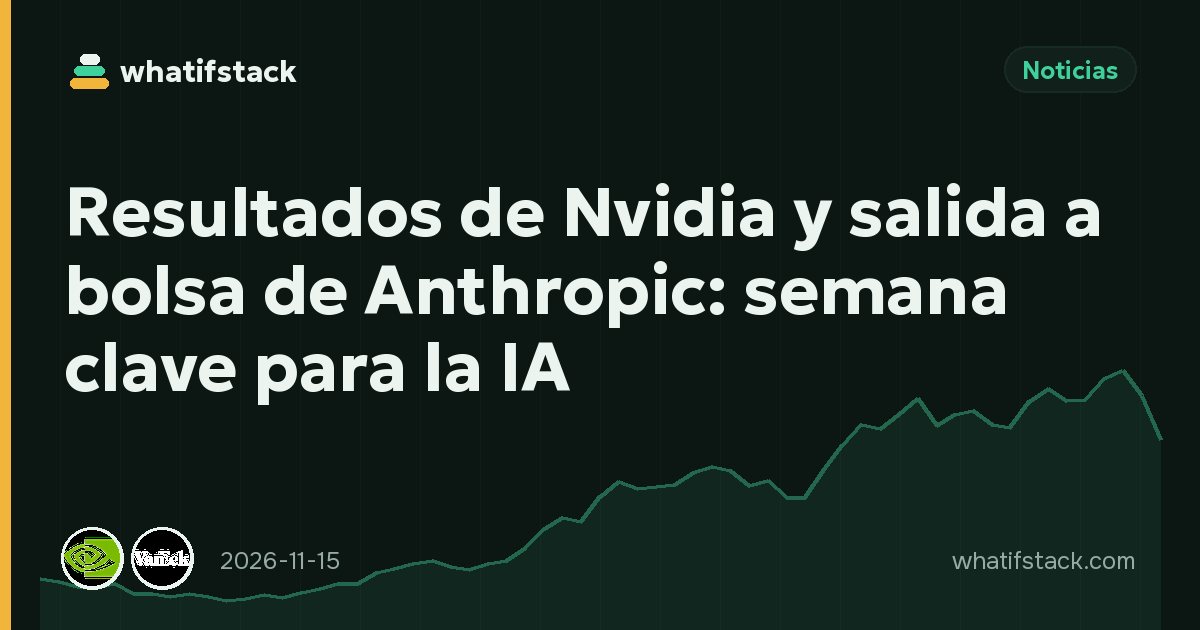 whatifstack
Noticias
Resultados de Nvidia y salida a
bolsa de Anthropic: semana
clave para la IA
VanEck
2026-11-15
whatifstack.com